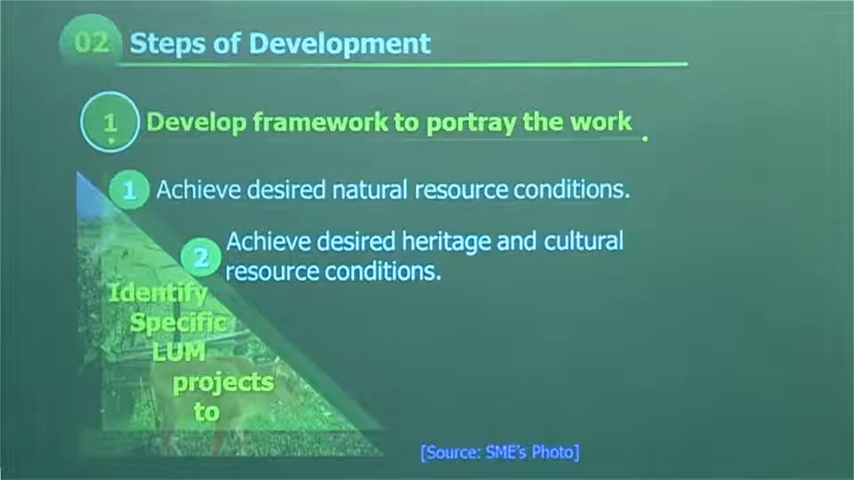 02 Steps of Development
1 Develop framework to portray the work
1 Achieve desired natural resource conditions.
2 Achieve desired heritage and cultural
resource conditions.
Identify
Specific
LUM
projects
to
[Source: SME's Photo]